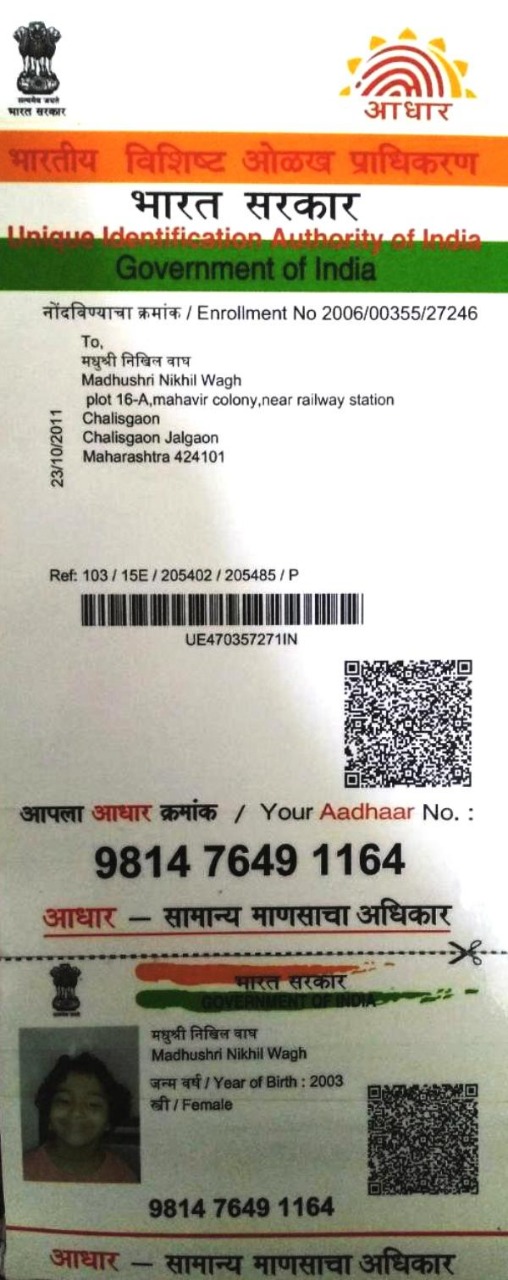 सत्यमेव जयते
भारत सरकार
आधार
भारतीय विशिष्ट ओळख प्राधिकरण
भारत सरकार
Unique Identification Authority of India
Government of India
नोंदविण्याचा क्रमांक / Enrollment No 2006/00355/27246
To,
मधुश्री निखिल वाघ
Madhushri Nikhil Wagh
plot 16-A,mahavir colony,near railway station
Chalisgaon
Chalisgaon Jalgaon
Maharashtra 424101
23/10/2011
Ref: 103 / 15E / 205402 / 205485 / P
UE470357271IN
आपला आधार क्रमांक / Your Aadhaar No. :
9814 7649 1164
आधार – सामान्य माणसाचा अधिकार
भारत सरकार
GOVERNMENT OF INDIA
मधुश्री निखिल वाघ
Madhushri Nikhil Wagh
जन्म वर्ष / Year of Birth : 2003
स्त्री / Female
9814 7649 1164
आधार – सामान्य माणसाचा अधिकार